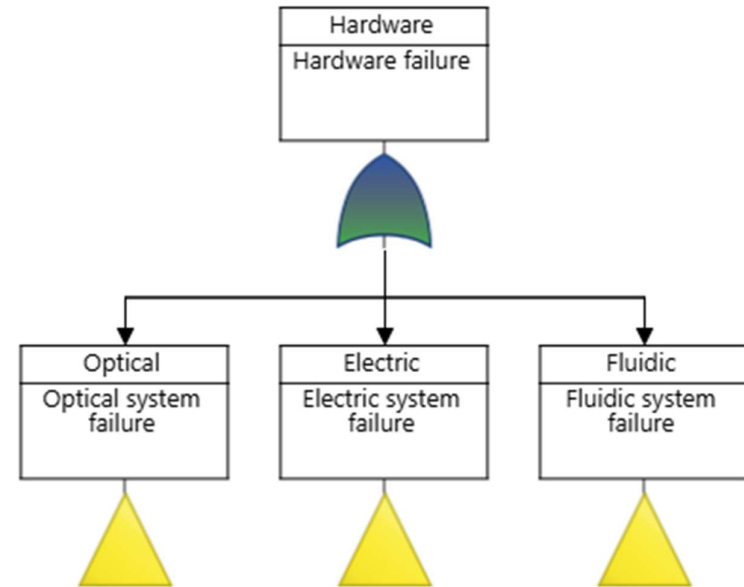 Hardware
Hardware failure
Optical
Optical system
failure
Electric
Electric system
failure
Fluidic
Fluidic system
failure